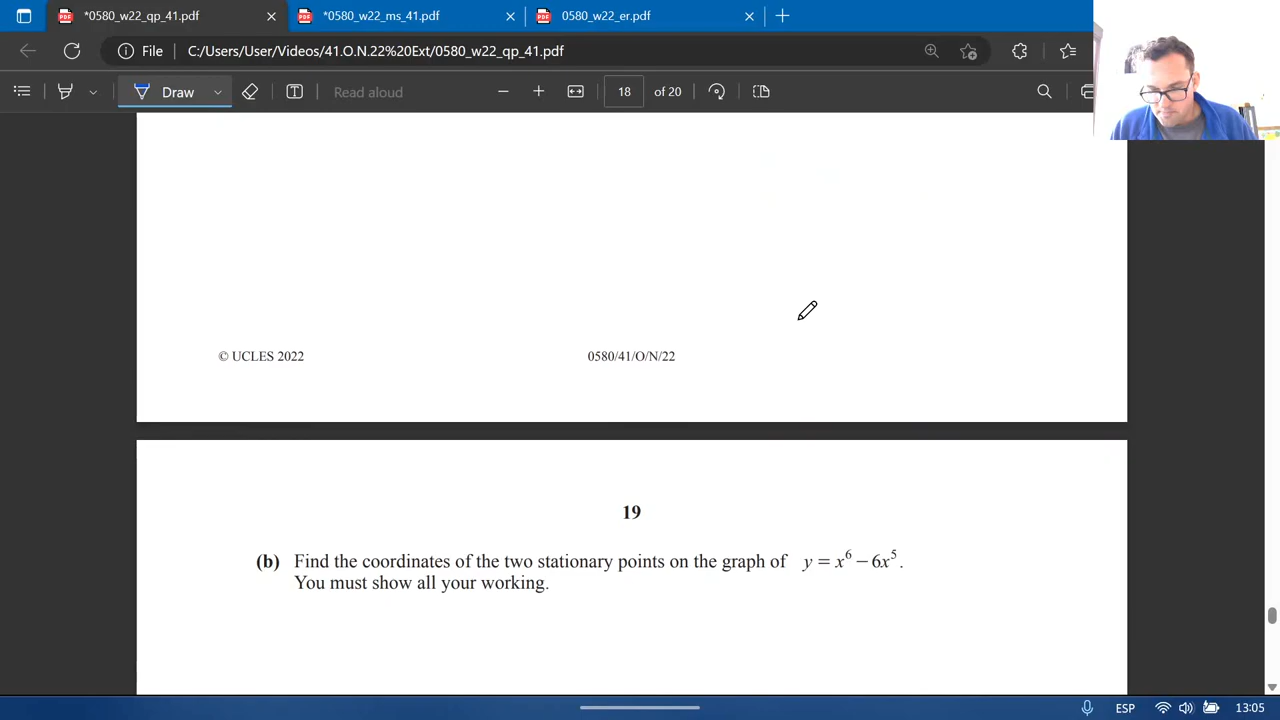 *0580_w22_qp_41.pdf
*0580_w22_ms_41.pdf
0580_w22_er.pdf
File
C:/Users/User/Videos/41.O.N.22%20Ext/0580_w22_qp_41.pdf
Draw
Read aloud
18
of 20
© UCLES 2022
0580/41/O/N/22
19
(b) Find the coordinates of the two stationary points on the graph of y = x⁶ − 6x⁵.
You must show all your working.
ESP
13:05